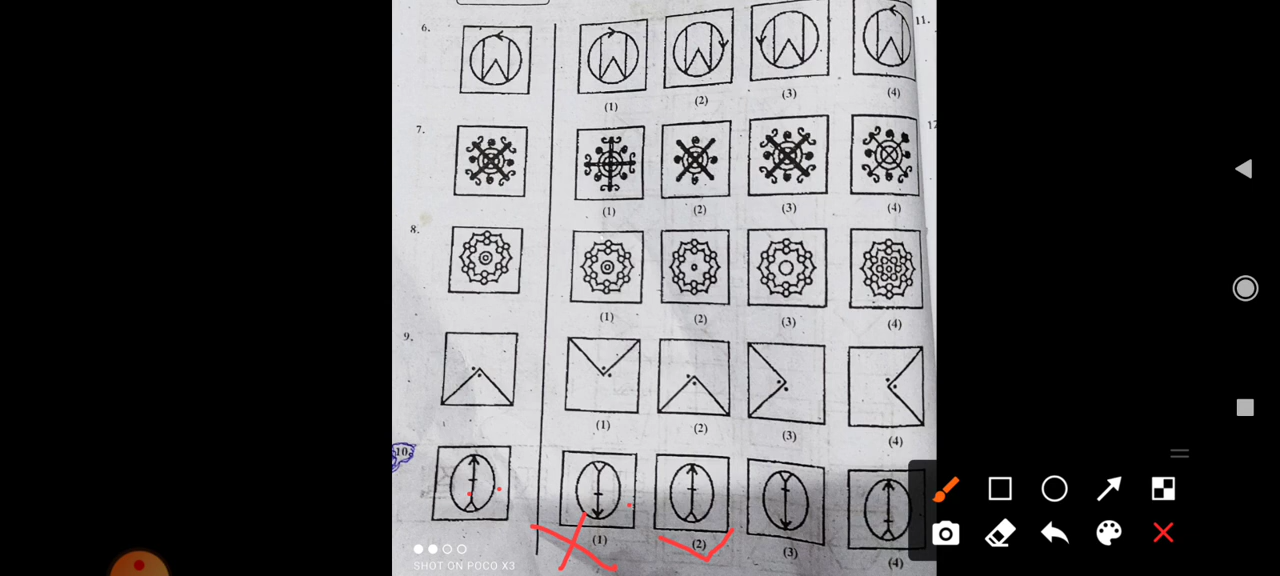 6.
11.
(1) (2) (3) (4)
7.
12
(1) (2) (3) (4)
8.
(1) (2) (3) (4)
9.
(1) (2) (3) (4)
10.
(1) (2) (3) (4)
SHOT ON POCO X3